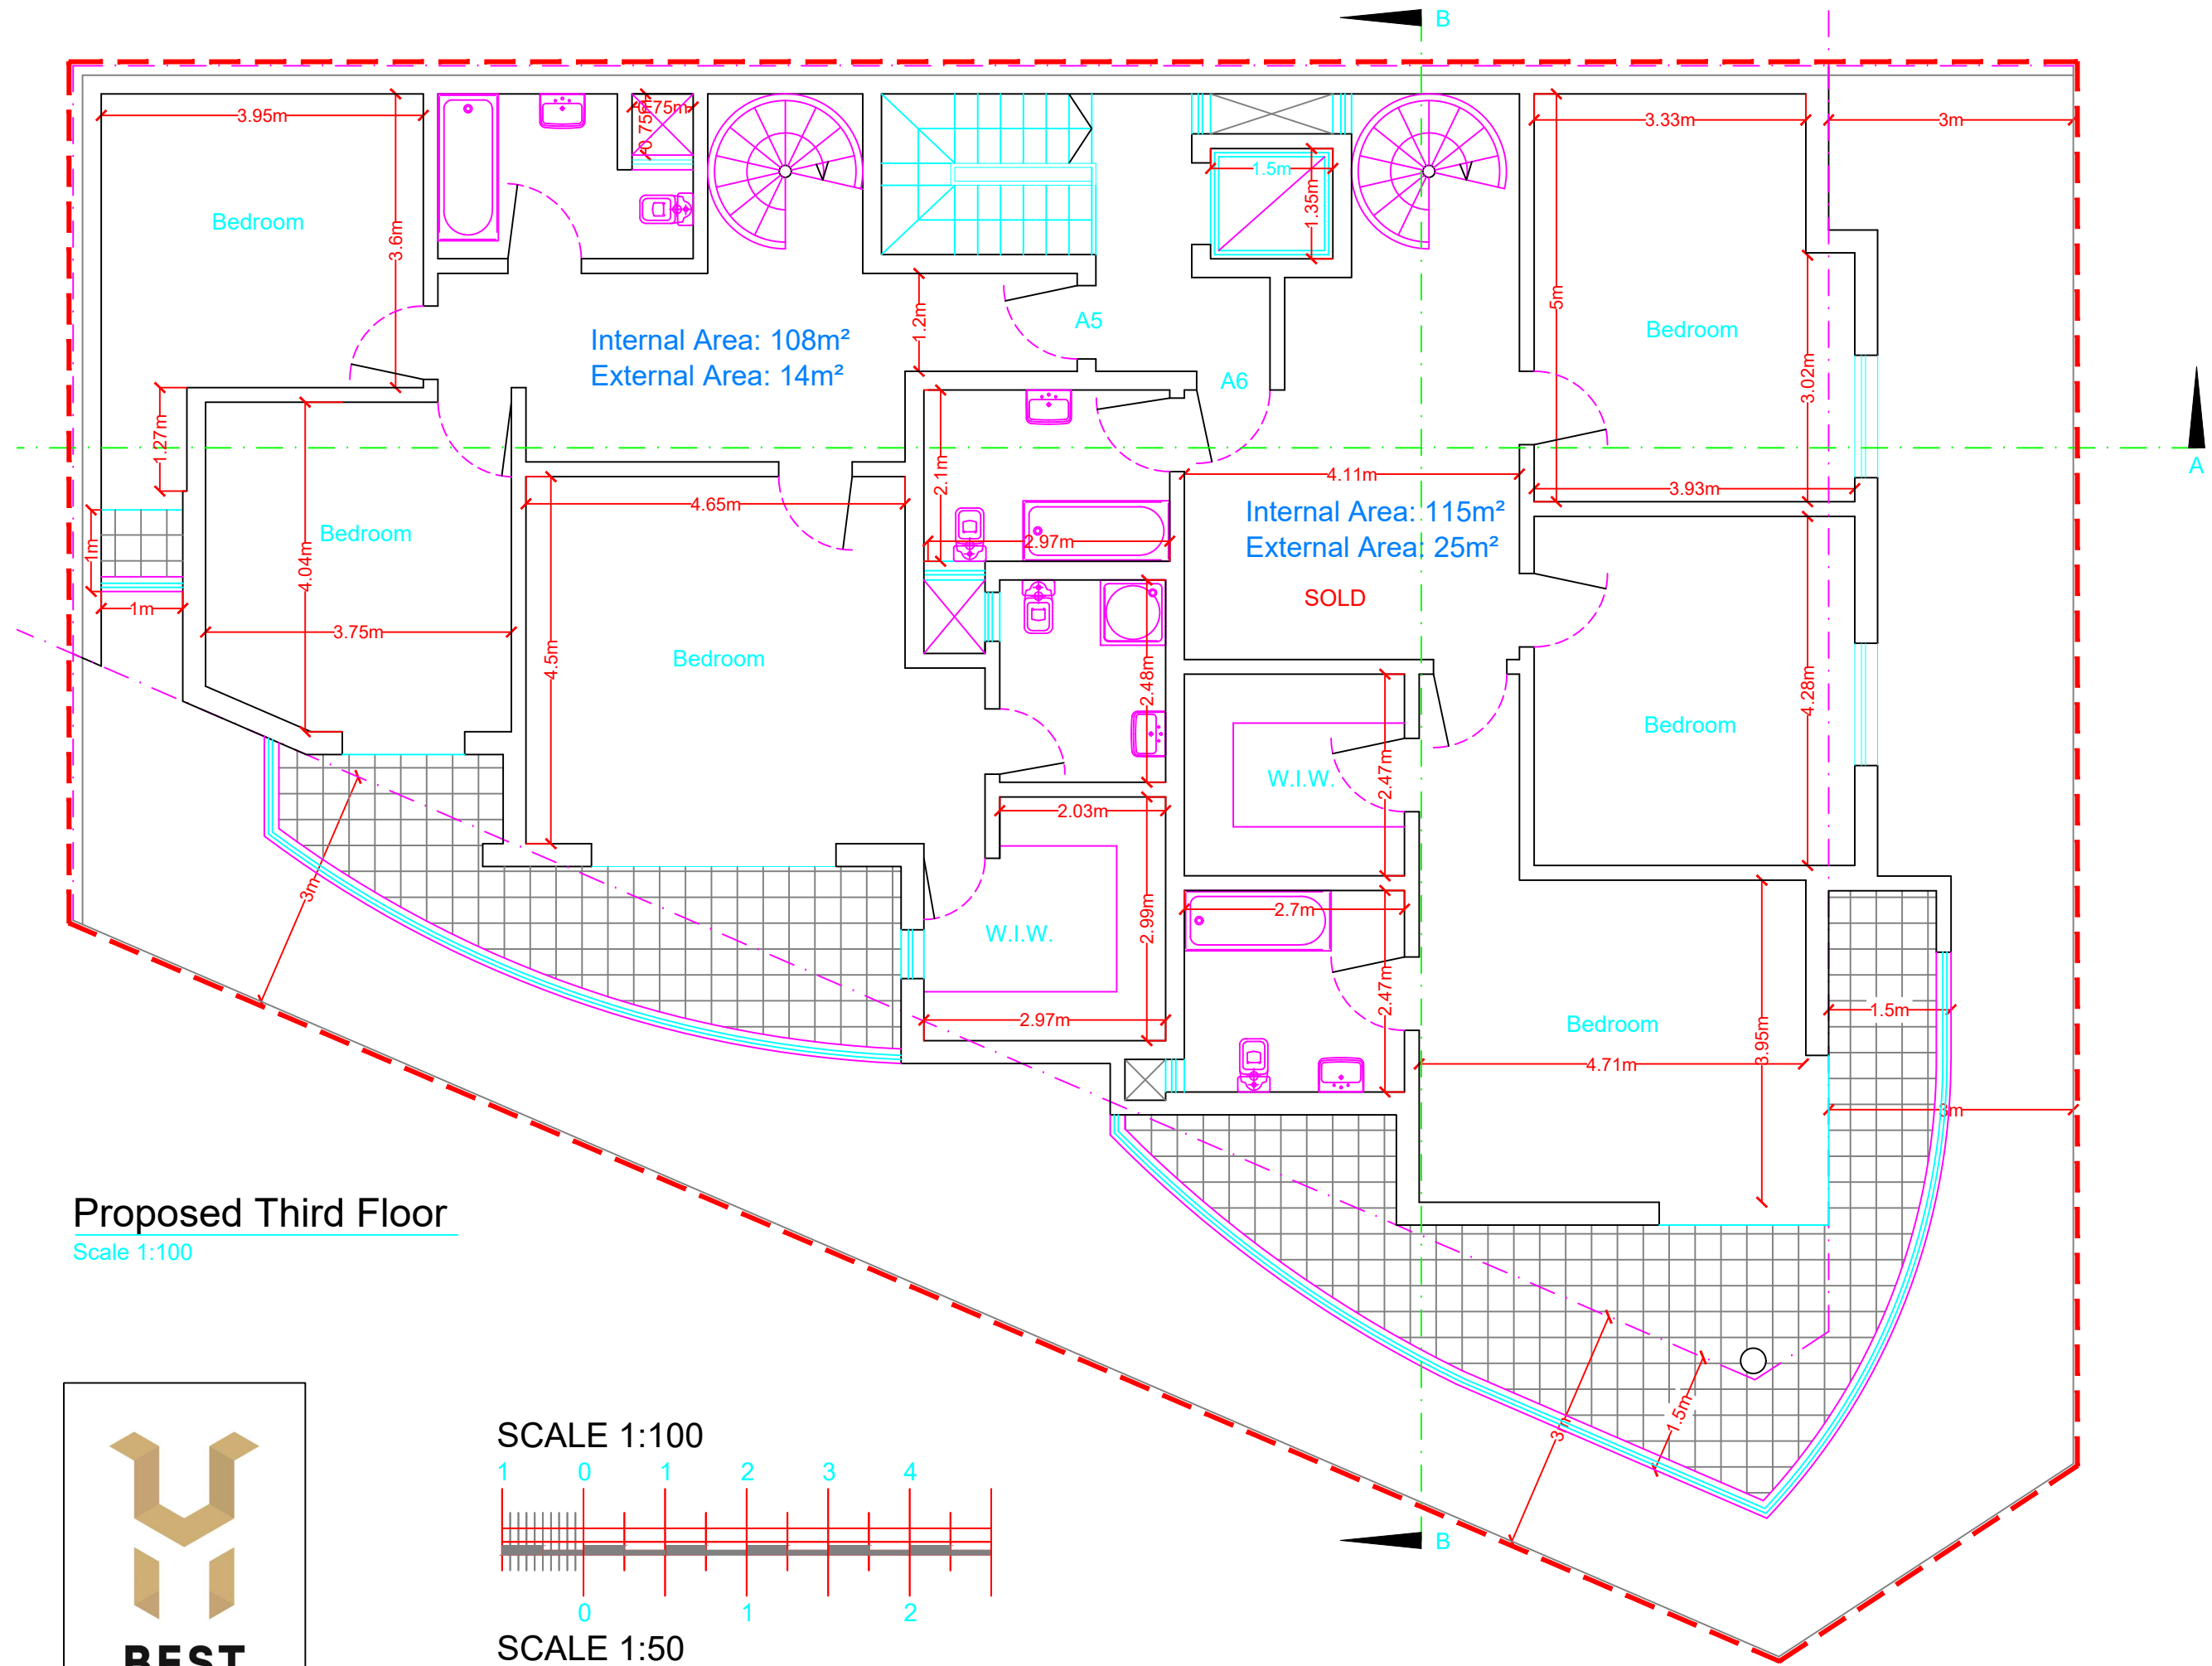 B
3.95m
0.75m
0.75m
3.33m
3m
1.5m
1.35m
Bedroom
3.6m
5m
1.2m
A5
Bedroom
Internal Area: 108m²
External Area: 14m²
A6
3.02m
1.27m
A
2.1m
4.11m
3.93m
4.65m
Internal Area: 115m²
External Area: 25m²
Bedroom
2.97m
1m
4.04m
SOLD
1m
3.75m
4.5m
Bedroom
2.48m
4.28m
Bedroom
W.I.W.
2.47m
2.03m
3m
2.99m
2.7m
W.I.W.
2.47m
1.5m
2.97m
Bedroom
3.95m
4.71m
3m
Proposed Third Floor
Scale 1:100
1.5m
3m
SCALE 1:100
1 0 1 2 3 4
B
0 1 2
SCALE 1:50
BEST